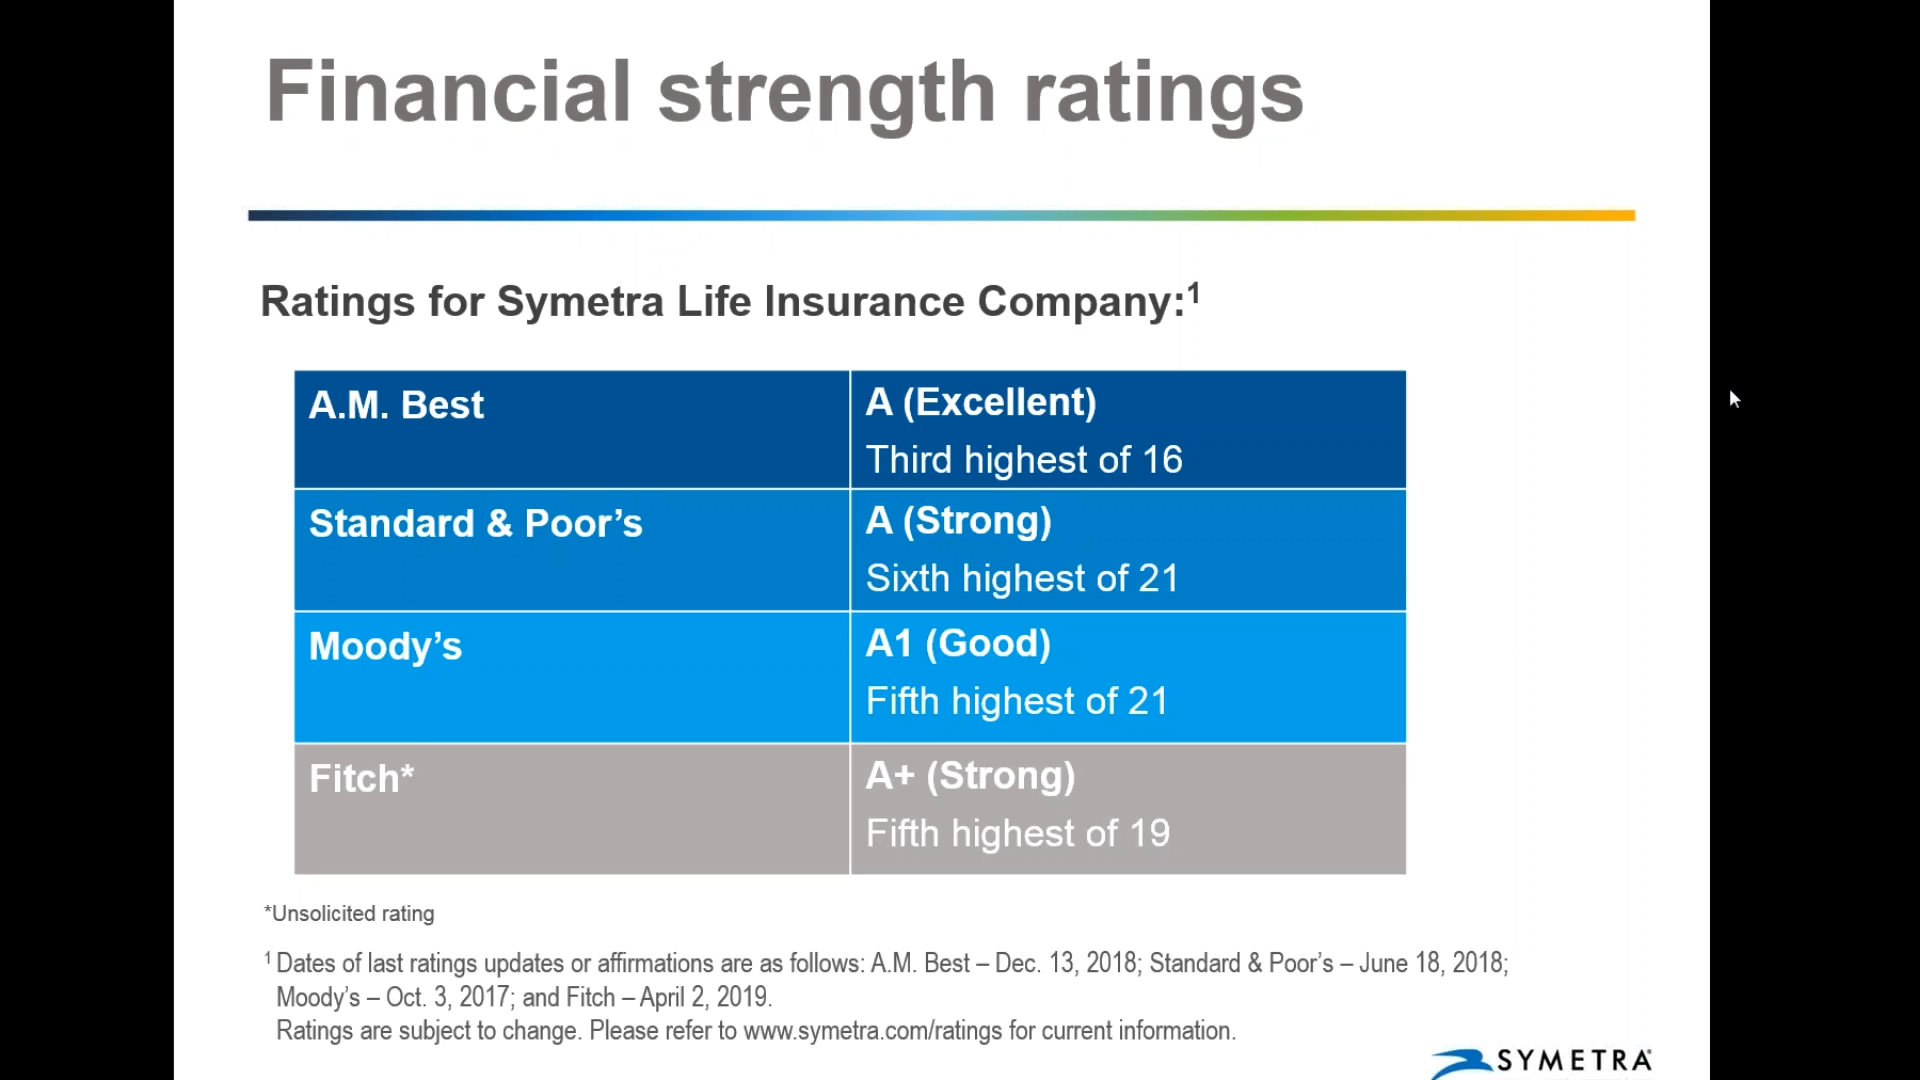 Financial strength ratings
Ratings for Symetra Life Insurance Company:¹
A.M. Best
A (Excellent)
Third highest of 16
Standard & Poor’s
A (Strong)
Sixth highest of 21
Moody’s
A1 (Good)
Fifth highest of 21
Fitch*
A+ (Strong)
Fifth highest of 19
*Unsolicited rating
¹ Dates of last ratings updates or affirmations are as follows: A.M. Best – Dec. 13, 2018; Standard & Poor’s – June 18, 2018;
Moody’s – Oct. 3, 2017; and Fitch – April 2, 2019.
Ratings are subject to change. Please refer to www.symetra.com/ratings for current information.
SYMETRA